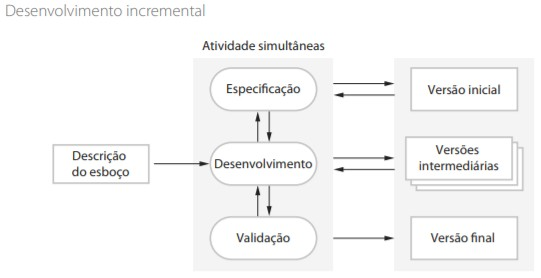 Desenvolvimento incremental
Atividade simultâneas
Especificação
Versão inicial
Descrição
do esboço
Desenvolvimento
Versões
intermediárias
Validação
Versão final